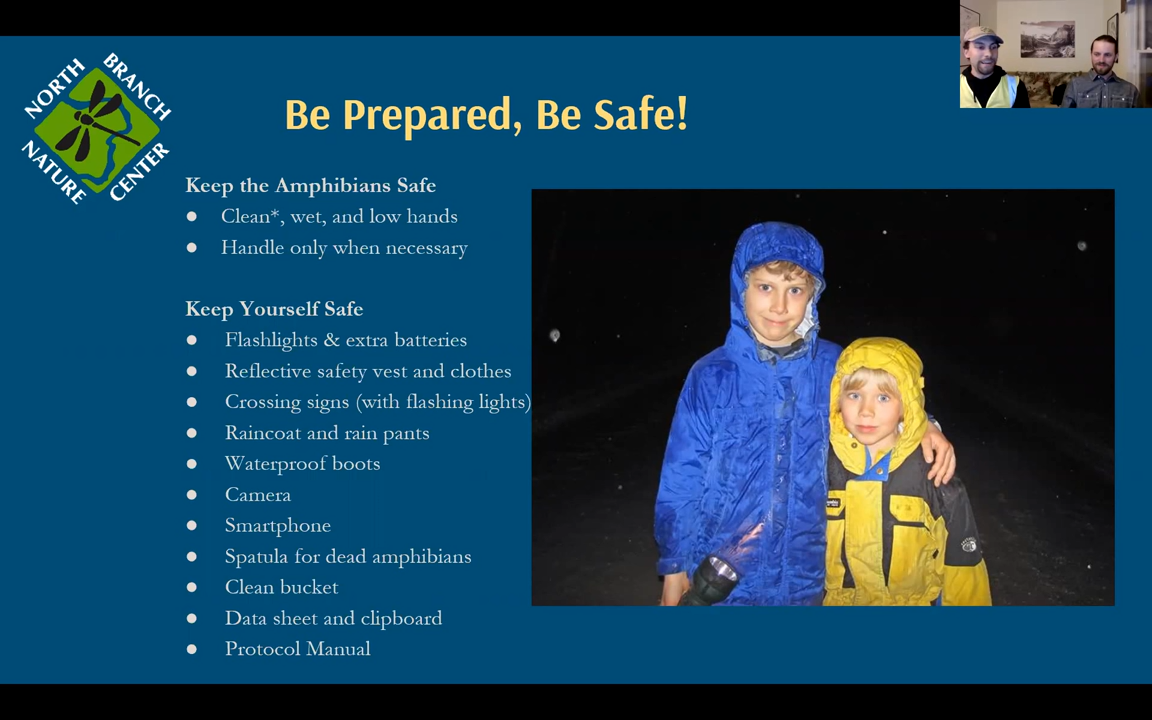 NORTH BRANCH
NATURE CENTER
Be Prepared, Be Safe!
Keep the Amphibians Safe
● Clean*, wet, and low hands
● Handle only when necessary
Keep Yourself Safe
● Flashlights & extra batteries
● Reflective safety vest and clothes
● Crossing signs (with flashing lights)
● Raincoat and rain pants
● Waterproof boots
● Camera
● Smartphone
● Spatula for dead amphibians
● Clean bucket
● Data sheet and clipboard
● Protocol Manual